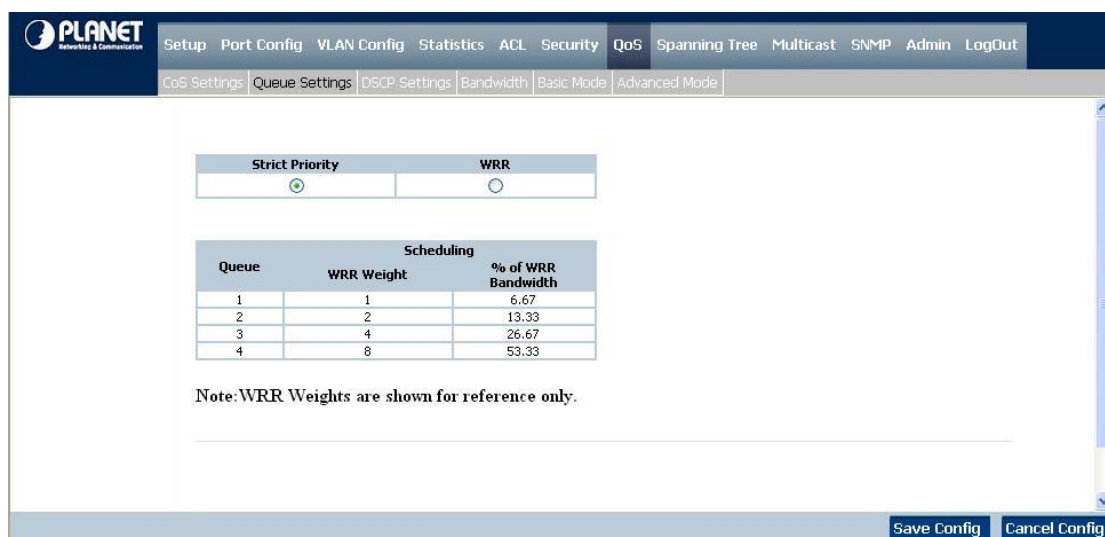 PLANET
Networking & Communication
Setup Port Config VLAN Config Statistics ACL Security QoS Spanning Tree Multicast SNMP Admin LogOut
CoS Settings Queue Settings DSCP Settings Bandwidth Basic Mode Advanced Mode
Strict Priority WRR
Scheduling
Queue WRR Weight % of WRR Bandwidth
1 1 6.67
2 2 13.33
3 4 26.67
4 8 53.33
Note:WRR Weights are shown for reference only.
Save Config Cancel Config